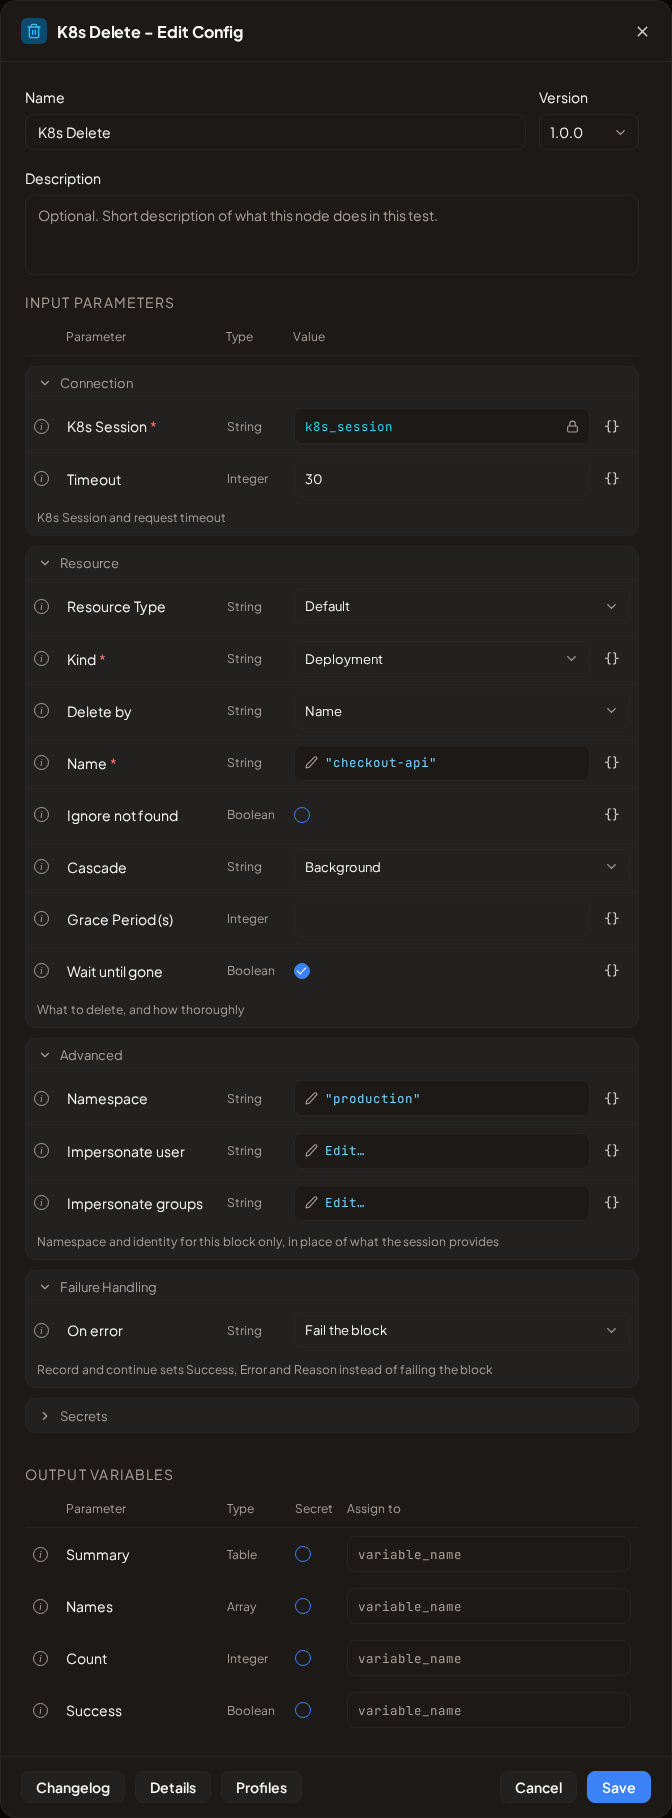 K8s Delete - Edit Config
Name
Version
K8s Delete
1.0.0
Description
Optional. Short description of what this node does in this test.
INPUT PARAMETERS
Parameter Type Value
Connection
K8s Session * String k8s_session {}
Timeout Integer 30 {}
K8s Session and request timeout
Resource
Resource Type String Default
Kind * String Deployment {}
Delete by String Name
Name * String "checkout-api" {}
Ignore not found Boolean {}
Cascade String Background
Grace Period (s) Integer {}
Wait until gone Boolean {}
What to delete, and how thoroughly
Advanced
Namespace String "production" {}
Impersonate user String Edit… {}
Impersonate groups String Edit… {}
Namespace and identity for this block only, in place of what the session provides
Failure Handling
On error String Fail the block
Record and continue sets Success, Error and Reason instead of failing the block
Secrets
OUTPUT VARIABLES
Parameter Type Secret Assign to
Summary Table variable_name
Names Array variable_name
Count Integer variable_name
Success Boolean variable_name
Changelog Details Profiles Cancel Save